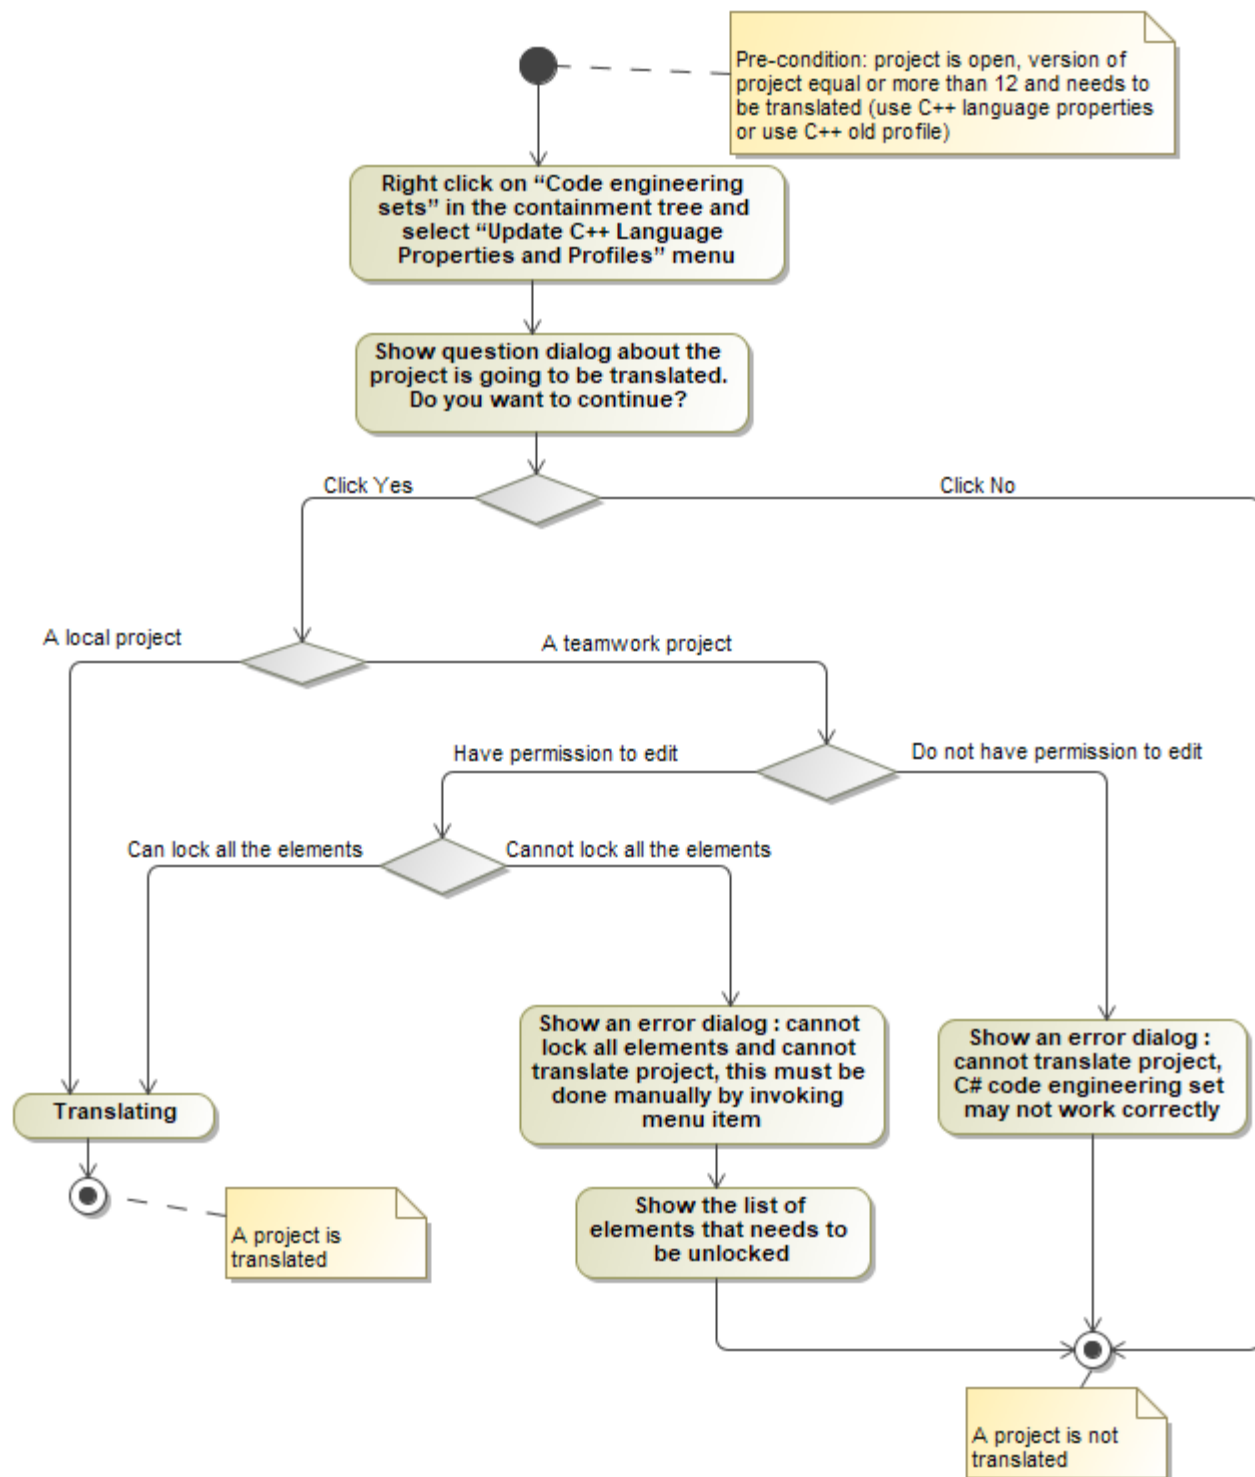 Pre-condition: project is open, version of
project equal or more than 12 and needs to
be translated (use C++ language properties
or use C++ old profile)
Right click on “Code engineering
sets” in the containment tree and
select “Update C++ Language
Properties and Profiles” menu
Show question dialog about the
project is going to be translated.
Do you want to continue?
Click Yes
Click No
A local project
A teamwork project
Have permission to edit
Do not have permission to edit
Can lock all the elements
Cannot lock all the elements
Show an error dialog : cannot
lock all elements and cannot
translate project, this must be
done manually by invoking
menu item
Show an error dialog :
cannot translate project,
C# code engineering set
may not work correctly
Translating
Show the list of
elements that needs to
be unlocked
A project is
translated
A project is not
translated